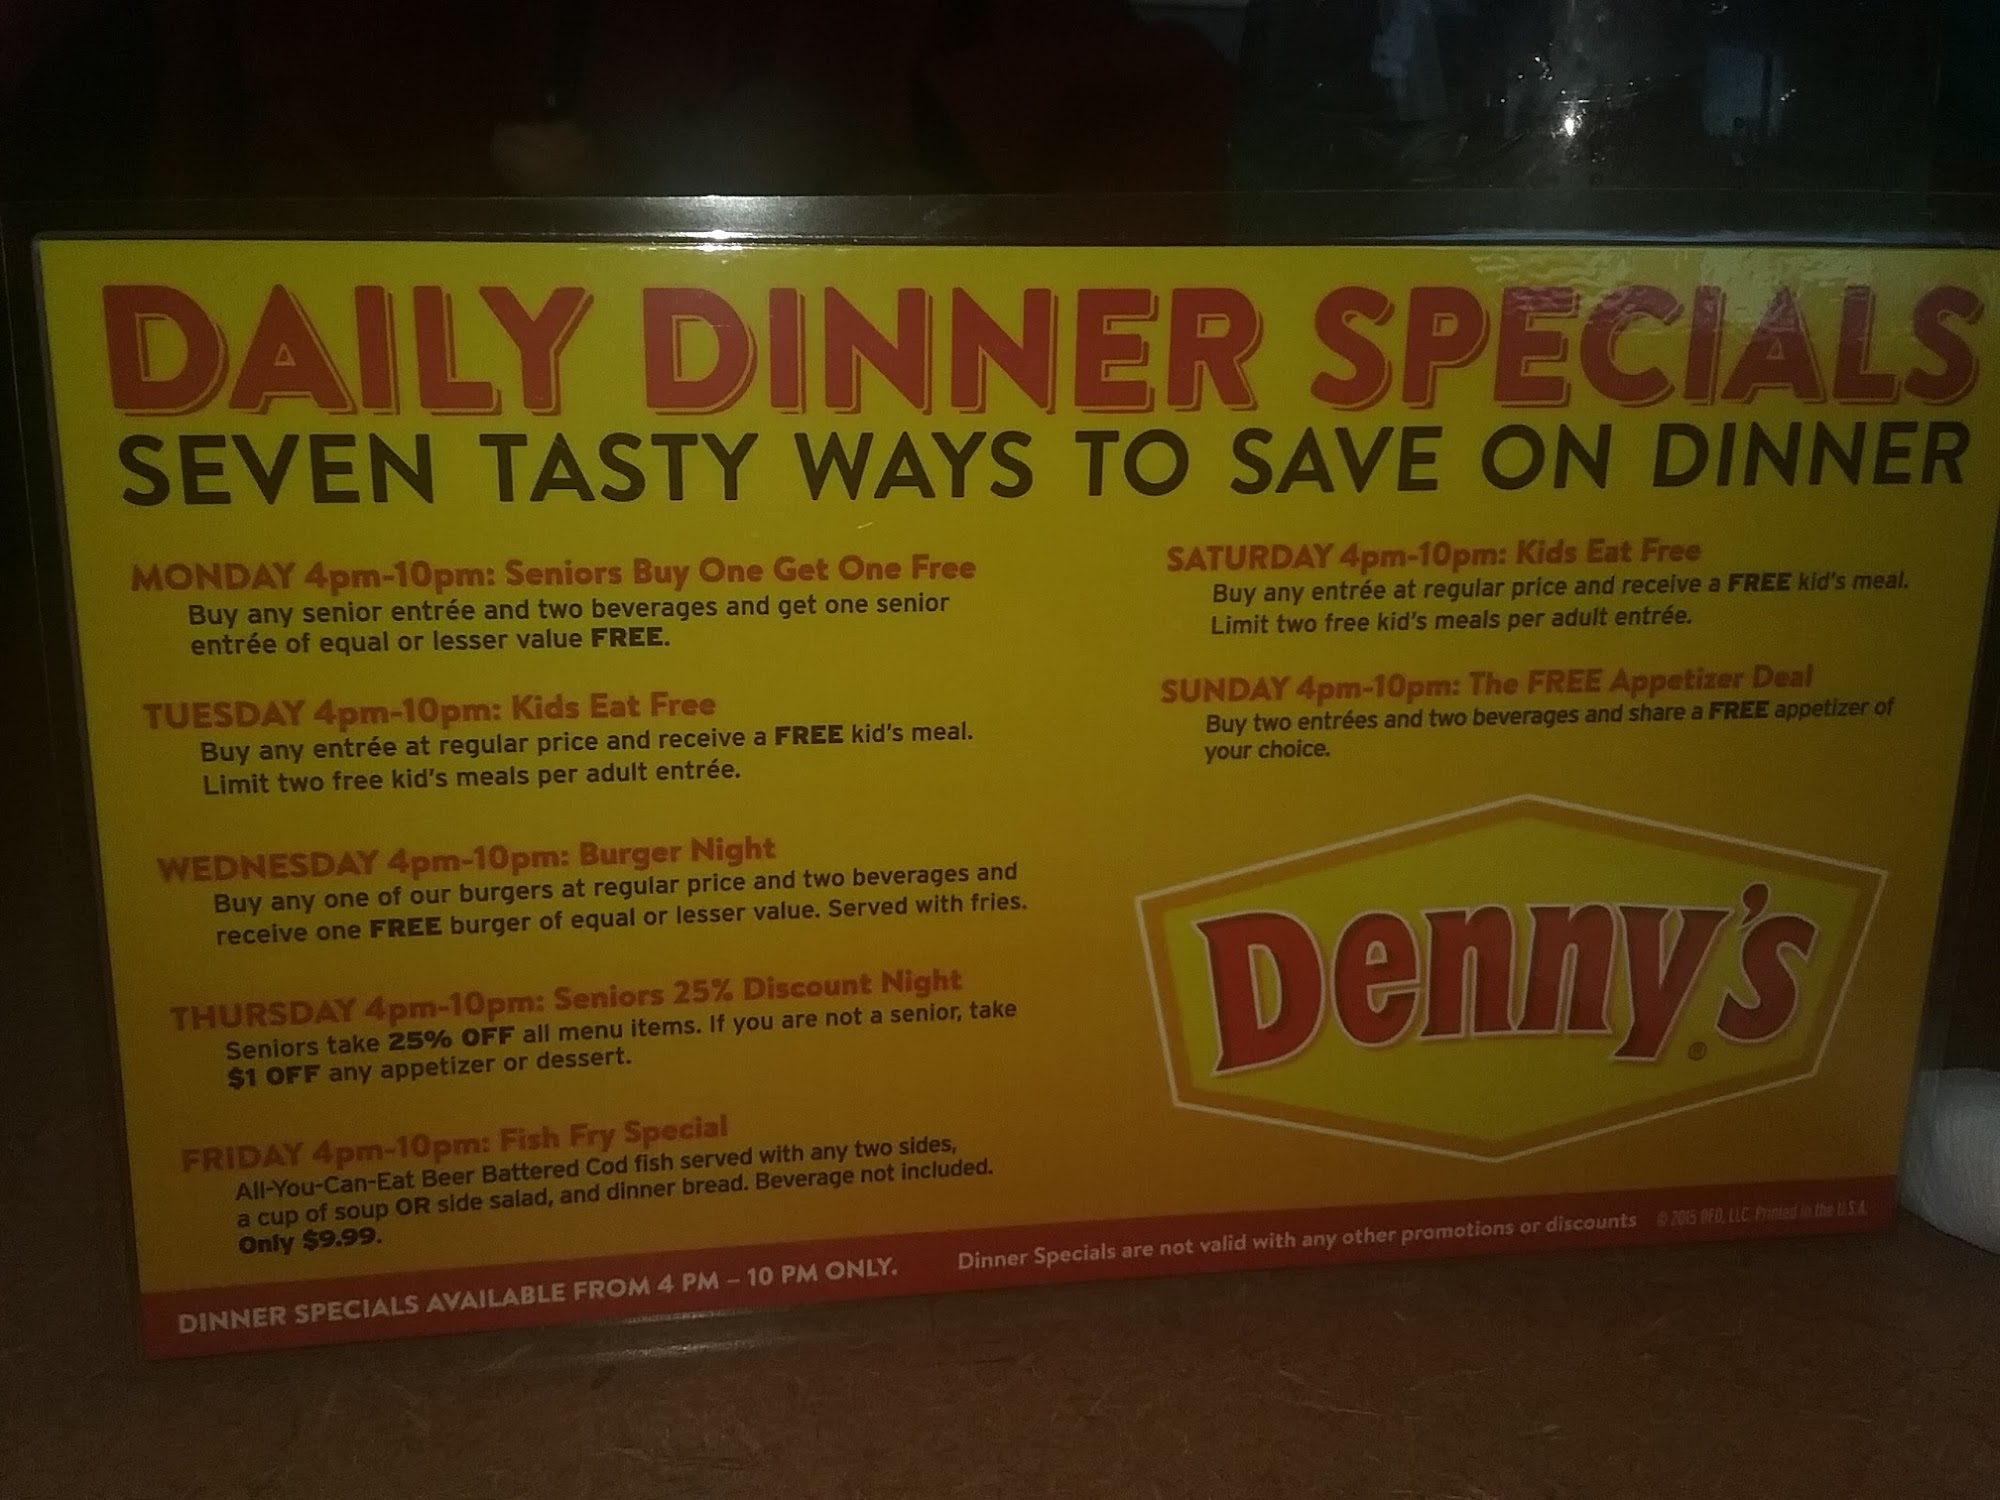 DAILY DINNER SPECIALS
SEVEN TASTY WAYS TO SAVE ON DINNER
MONDAY 4pm-10pm: Seniors Buy One Get One Free
Buy any senior entrée and two beverages and get one senior
entrée of equal or lesser value FREE.
TUESDAY 4pm-10pm: Kids Eat Free
Buy any entrée at regular price and receive a FREE kid's meal.
Limit two free kid's meals per adult entrée.
WEDNESDAY 4pm-10pm: Burger Night
Buy any one of our burgers at regular price and two beverages and
receive one FREE burger of equal or lesser value. Served with fries.
THURSDAY 4pm-10pm: Seniors 25% Discount Night
Seniors take 25% OFF all menu items. If you are not a senior, take
$1 OFF any appetizer or dessert.
FRIDAY 4pm-10pm: Fish Fry Special
All-You-Can-Eat Beer Battered Cod fish served with any two sides,
a cup of soup OR side salad, and dinner bread. Beverage not included.
Only $9.99.
SATURDAY 4pm-10pm: Kids Eat Free
Buy any entrée at regular price and receive a FREE kid's meal.
Limit two free kid's meals per adult entrée.
SUNDAY 4pm-10pm: The FREE Appetizer Deal
Buy two entrées and two beverages and share a FREE appetizer of
your choice.
Denny's®
DINNER SPECIALS AVAILABLE FROM 4 PM – 10 PM ONLY.
Dinner Specials are not valid with any other promotions or discounts
© 2015 DFO, LLC. Printed in the U.S.A.